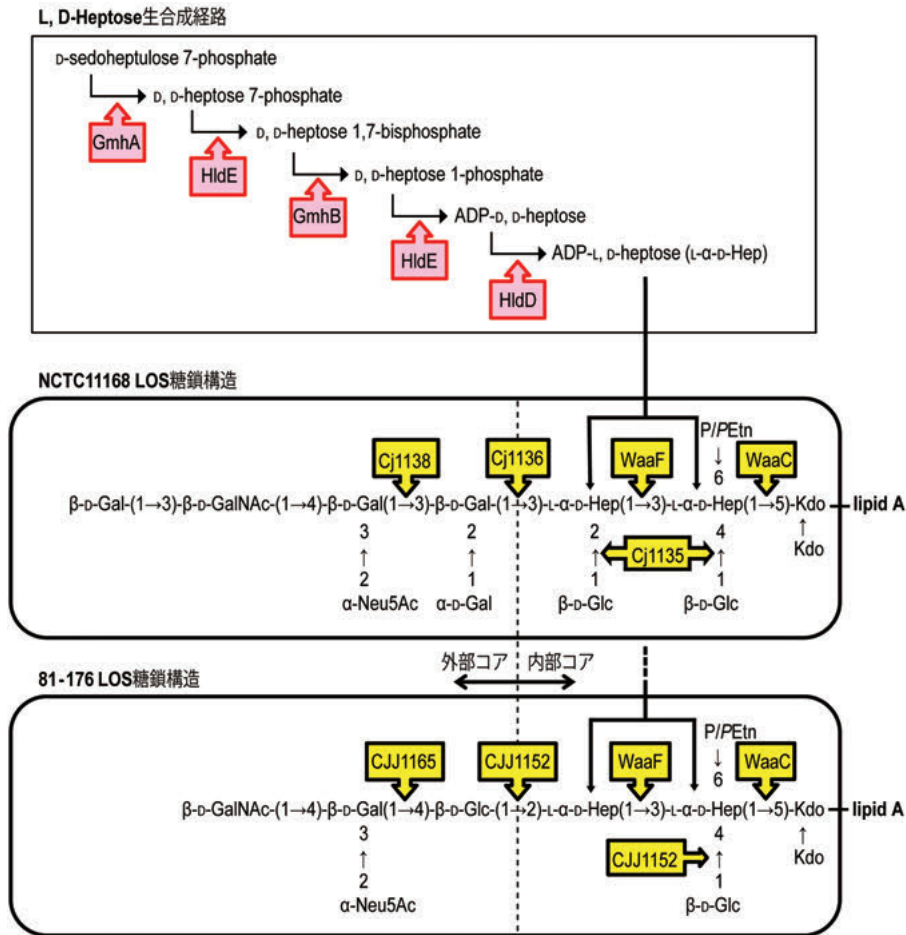 L, D-Heptose生合成経路
D-sedoheptulose 7-phosphate
D, D-heptose 7-phosphate
GmhA
D, D-heptose 1,7-bisphosphate
HldE
D, D-heptose 1-phosphate
GmhB
ADP-D, D-heptose
HldE
ADP-L, D-heptose (L-α-D-Hep)
HldD
NCTC11168 LOS糖鎖構造
P/PEtn
Cj1138 Cj1136 WaaF ↓ WaaC
6
β-D-Gal-(1→3)-β-D-GalNAc-(1→4)-β-D-Gal(1→3)-β-D-Gal-(1→3)-L-α-D-Hep(1→3)-L-α-D-Hep(1→5)-Kdo lipid A
3 2 2 4 ↑
↑ ↑ ↑ Cj1135 ↑ Kdo
2 1 1 1
α-Neu5Ac α-D-Gal β-D-Glc β-D-Glc
外部コア 内部コア
81-176 LOS糖鎖構造
P/PEtn
CJJ1165 CJJ1152 WaaF ↓ WaaC
6
β-D-GalNAc-(1→4)-β-D-Gal(1→4)-β-D-Glc-(1→2)-L-α-D-Hep(1→3)-L-α-D-Hep(1→5)-Kdo lipid A
3 4 ↑
↑ CJJ1152 ↑ Kdo
2 1
α-Neu5Ac β-D-Glc